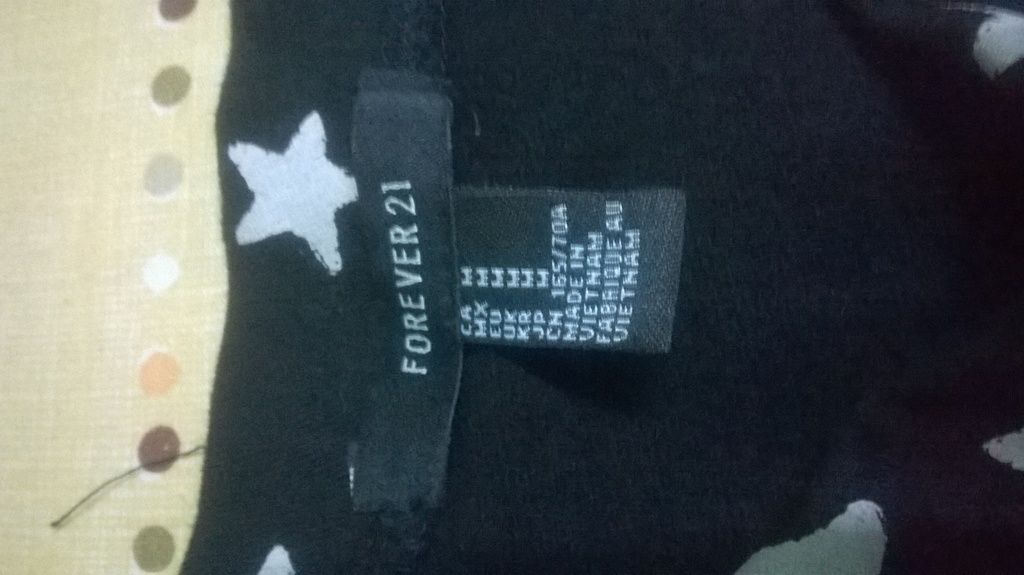 FOREVER 21
CA M
MX M
EU M
UK M
KR M
JP M
CN 165/70A
MADE IN
VIETNAM
FABRIQUE AU
VIETNAM